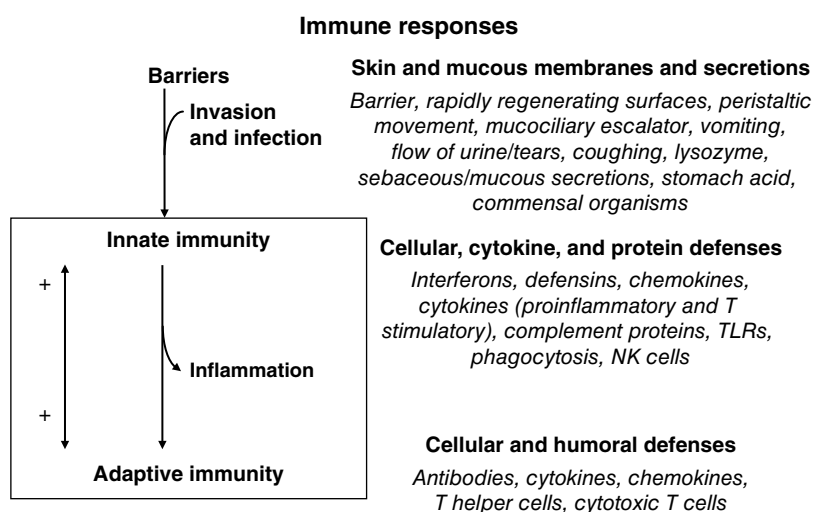 Immune responses
Barriers
Invasion
and infection
Skin and mucous membranes and secretions
Barrier, rapidly regenerating surfaces, peristaltic
movement, mucociliary escalator, vomiting,
flow of urine/tears, coughing, lysozyme,
sebaceous/mucous secretions, stomach acid,
commensal organisms
Innate immunity
+
+
Inflammation
Adaptive immunity
Cellular, cytokine, and protein defenses
Interferons, defensins, chemokines,
cytokines (proinflammatory and T
stimulatory), complement proteins, TLRs,
phagocytosis, NK cells
Cellular and humoral defenses
Antibodies, cytokines, chemokines,
T helper cells, cytotoxic T cells